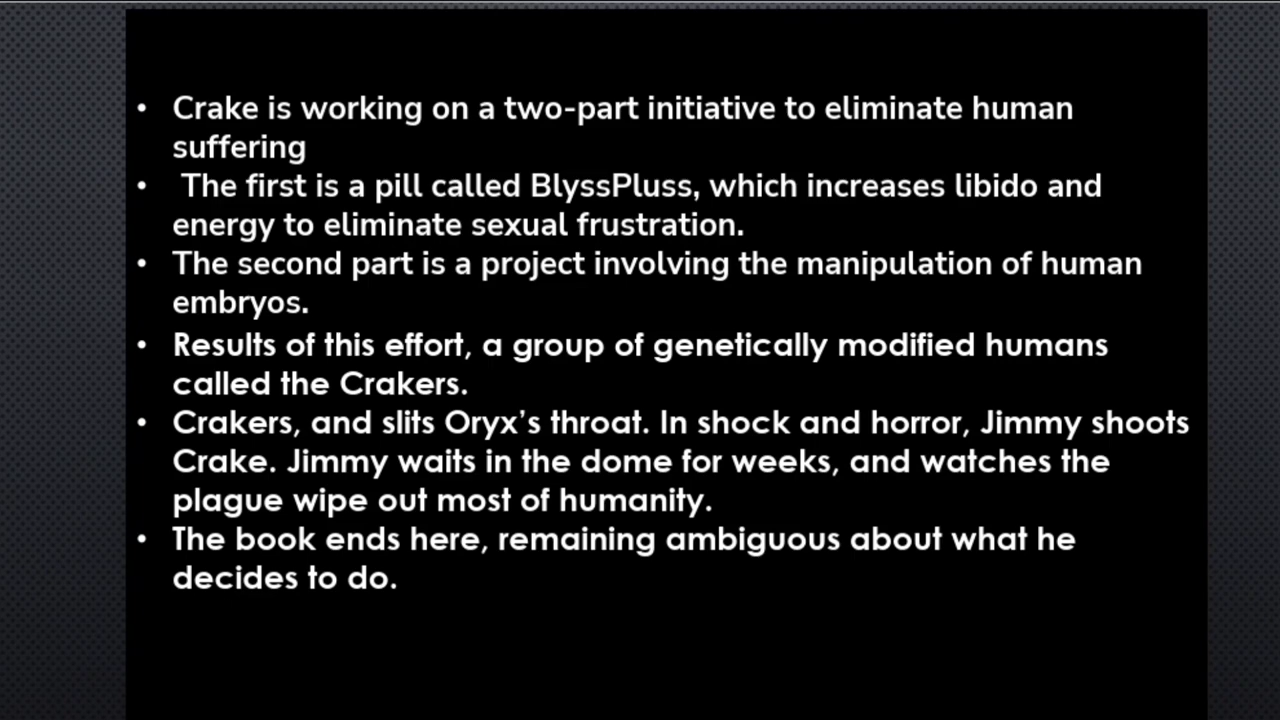 • Crake is working on a two-part initiative to eliminate human
suffering
• The first is a pill called BlyssPluss, which increases libido and
energy to eliminate sexual frustration.
• The second part is a project involving the manipulation of human
embryos.
• Results of this effort, a group of genetically modified humans
called the Crakers.
• Crakers, and slits Oryx’s throat. In shock and horror, Jimmy shoots
Crake. Jimmy waits in the dome for weeks, and watches the
plague wipe out most of humanity.
• The book ends here, remaining ambiguous about what he
decides to do.